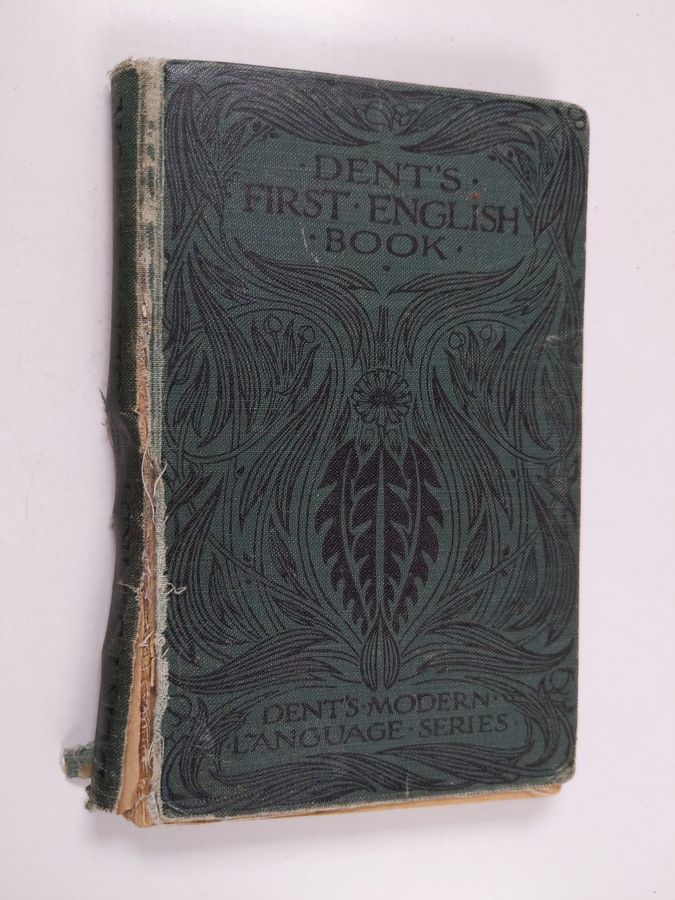 ·DENT'S·
FIRST·ENGLISH
·BOOK·
DENT'S·MODERN·
LANGUAGE·SERIES·